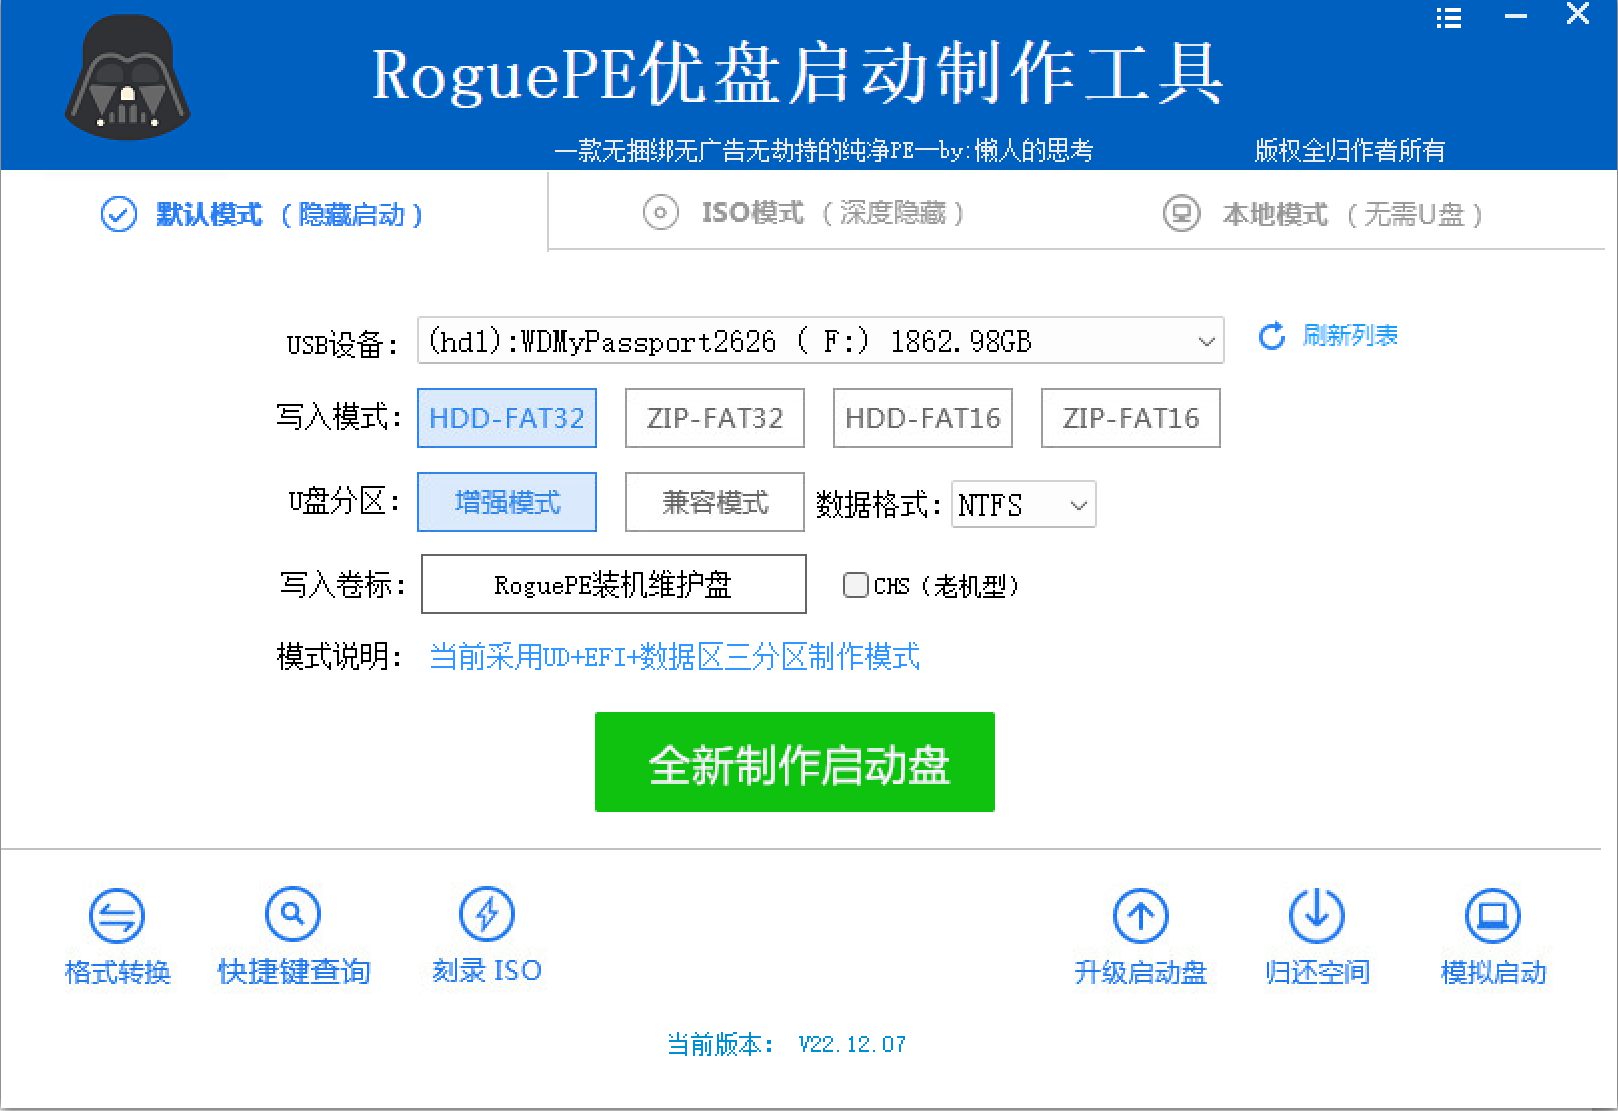 RoguePE优盘启动制作工具
一款无捆绑无广告无劫持的纯净PE—by:懒人的思考 版权全归作者所有
默认模式（隐藏启动） ISO模式（深度隐藏） 本地模式（无需U盘）
USB设备: (hd1):WDMyPassport2626 ( F:) 1862.98GB 刷新列表
写入模式: HDD-FAT32 ZIP-FAT32 HDD-FAT16 ZIP-FAT16
U盘分区: 增强模式 兼容模式 数据格式: NTFS
写入卷标: RoguePE装机维护盘 CHS（老机型）
模式说明: 当前采用UD+EFI+数据区三分区制作模式
全新制作启动盘
格式转换 快捷键查询 刻录 ISO 升级启动盘 归还空间 模拟启动
当前版本: V22.12.07